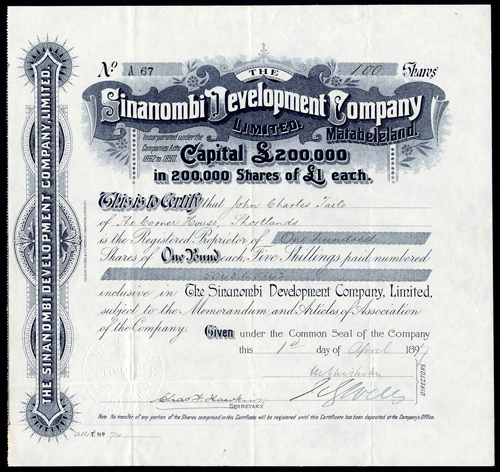 No A 67 100 Shares
THE
Sinanombi Development Company
LIMITED.
Matabeleland.
Incorporated under the
Companies Acts
1862 to 1890.
Capital £200,000
in 200,000 Shares of £1 each.
This is to Certify that John Charles
of The Corner House, Shortlands
is the Registered Proprietor of One hundred
Shares of One Pound each, Five Shillings paid, numbered
inclusive in The Sinanombi Development Company, Limited,
subject to the Memorandum and Articles of Association
of the Company. Given under the Common Seal of the Company
this 1st day of April 189
DIRECTORS
SECRETARY.
Note. No transfer of any portion of the Shares comprised in this Certificate will be registered until this Certificate has been deposited at the Company's Office.
Allot. No
THE SINANOMBI DEVELOPMENT COMPANY, LIMITED.